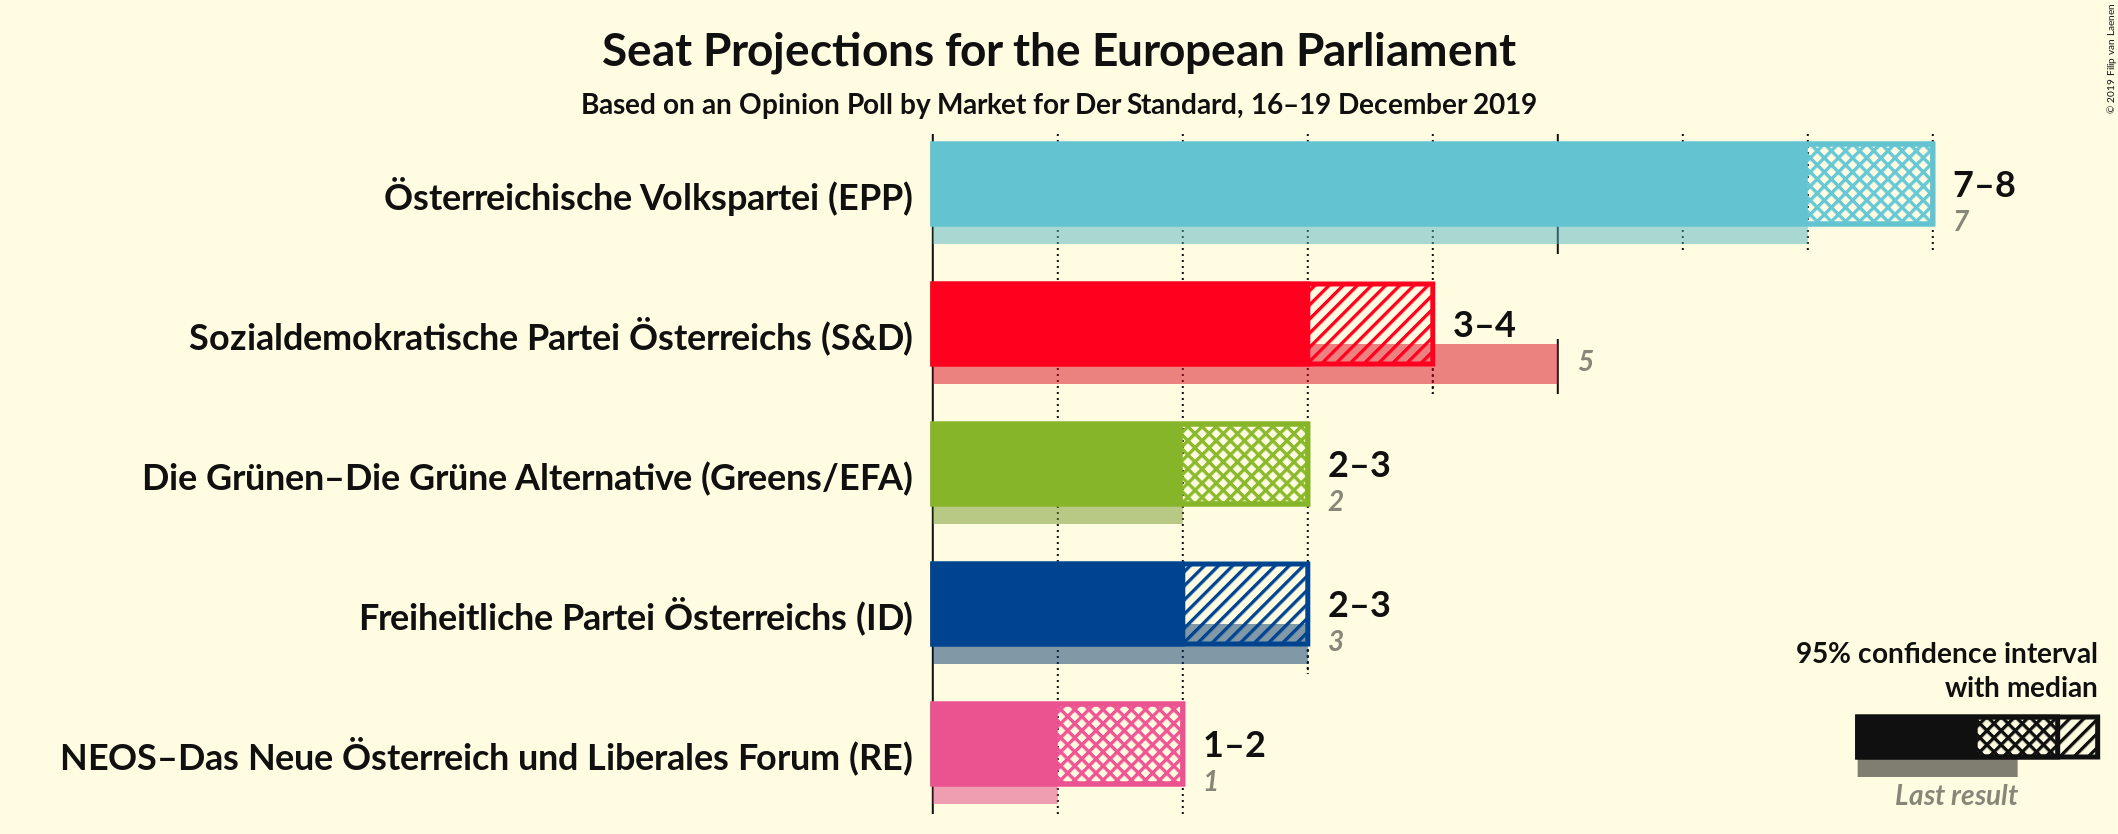 Seat Projections for the European Parliament
Based on an Opinion Poll by Market for Der Standard, 16–19 December 2019
© 2019 Filip van Laenen
Österreichische Volkspartei (EPP)
7–8
7
Sozialdemokratische Partei Österreichs (S&D)
3–4
5
Die Grünen–Die Grüne Alternative (Greens/EFA)
2–3
2
Freiheitliche Partei Österreichs (ID)
2–3
3
NEOS–Das Neue Österreich und Liberales Forum (RE)
1–2
1
95% confidence interval
with median
Last result